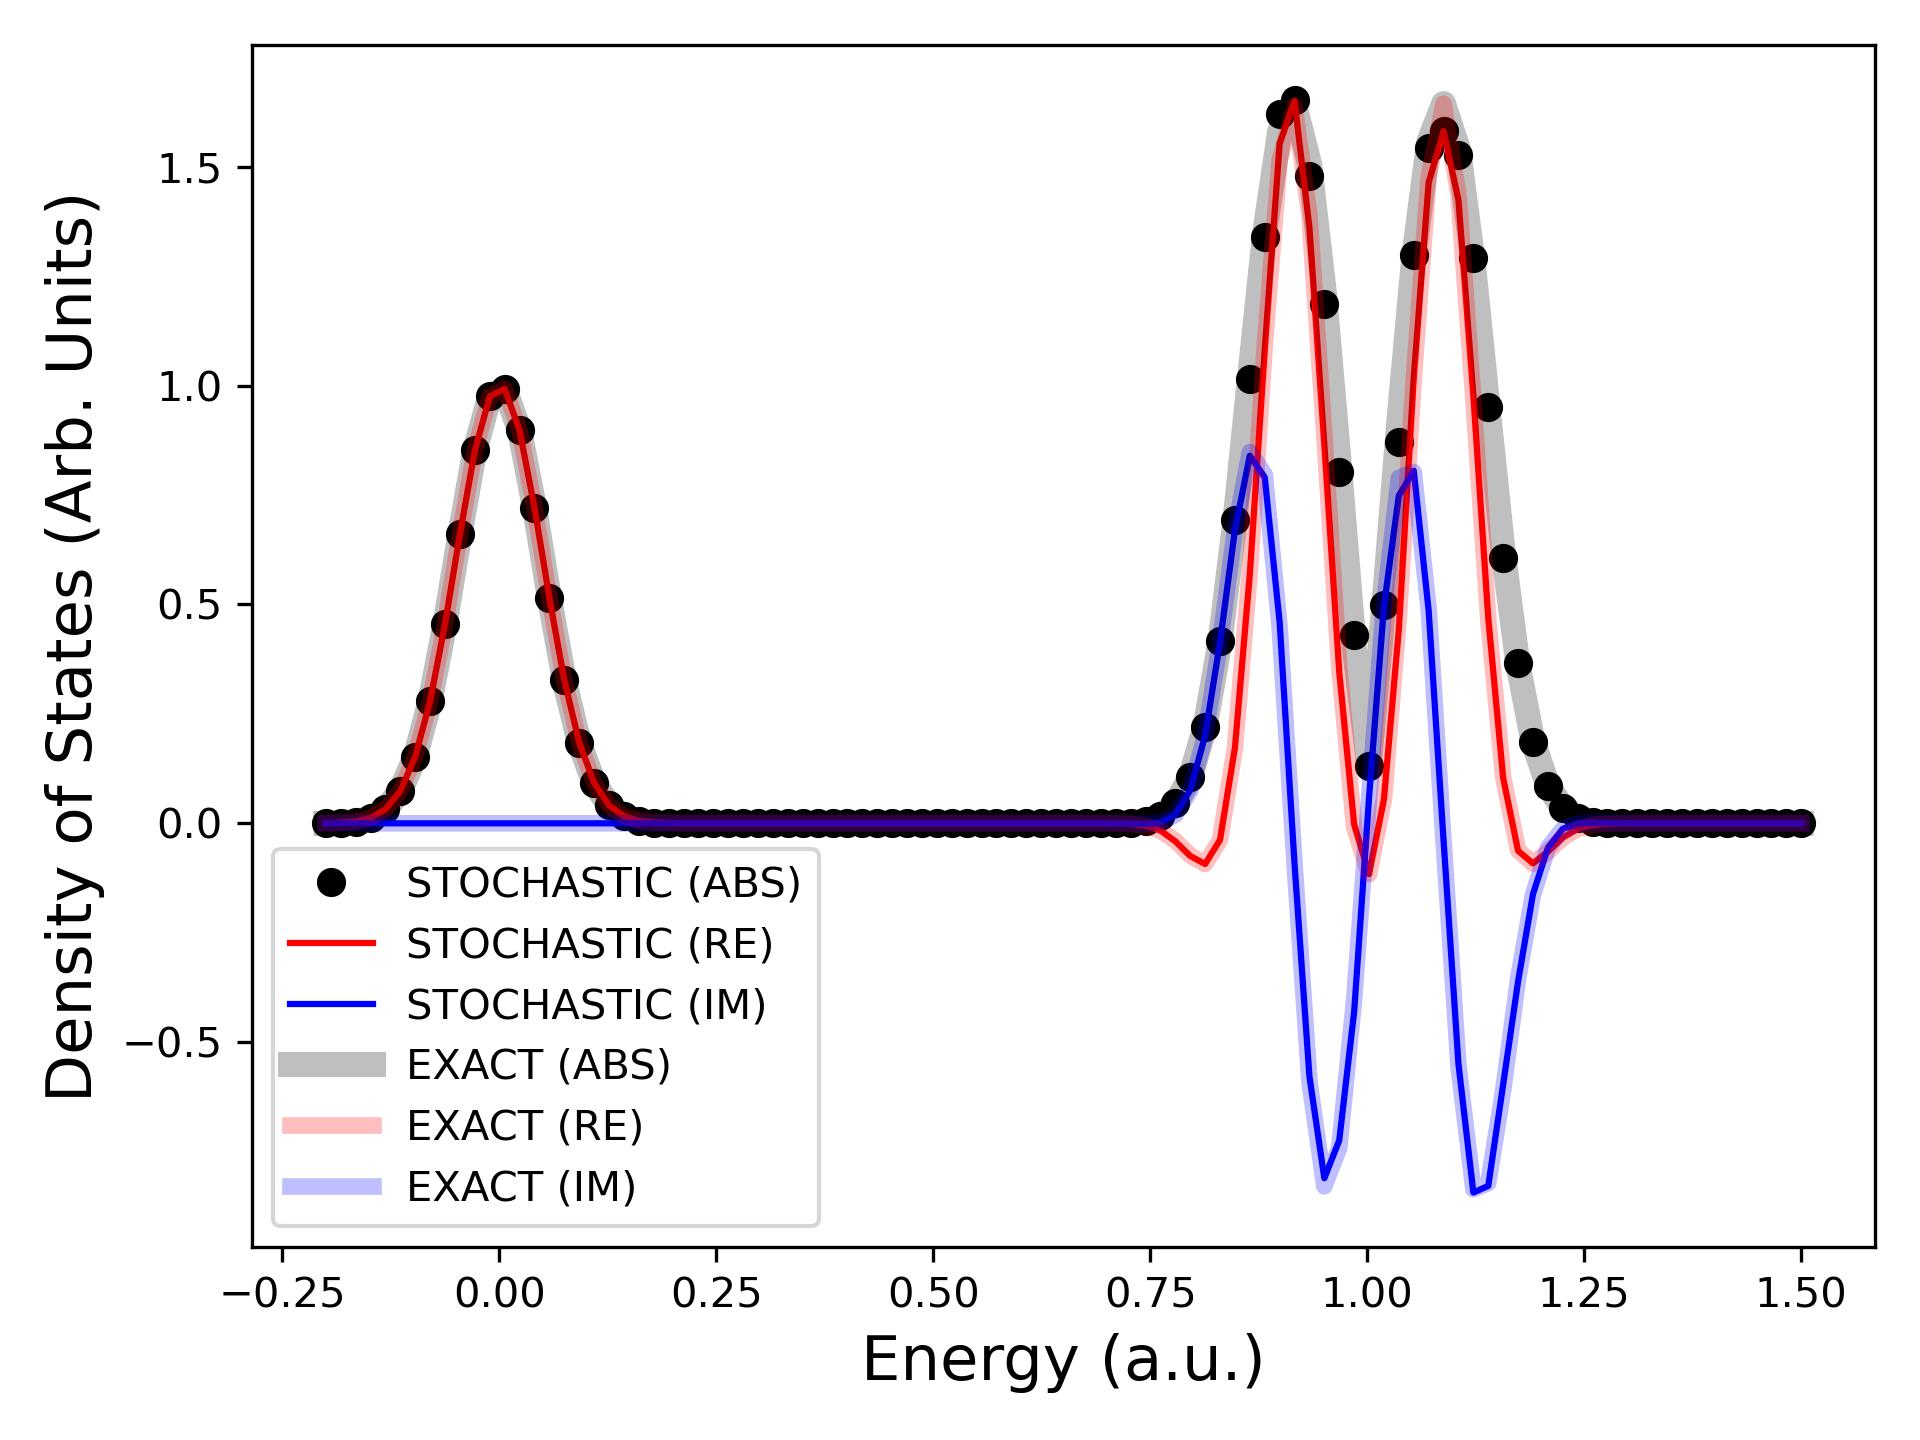 Density of States (Arb. Units)
1.5
1.0
0.5
0.0
−0.5
STOCHASTIC (ABS)
STOCHASTIC (RE)
STOCHASTIC (IM)
EXACT (ABS)
EXACT (RE)
EXACT (IM)
−0.25 0.00 0.25 0.50 0.75 1.00 1.25 1.50
Energy (a.u.)